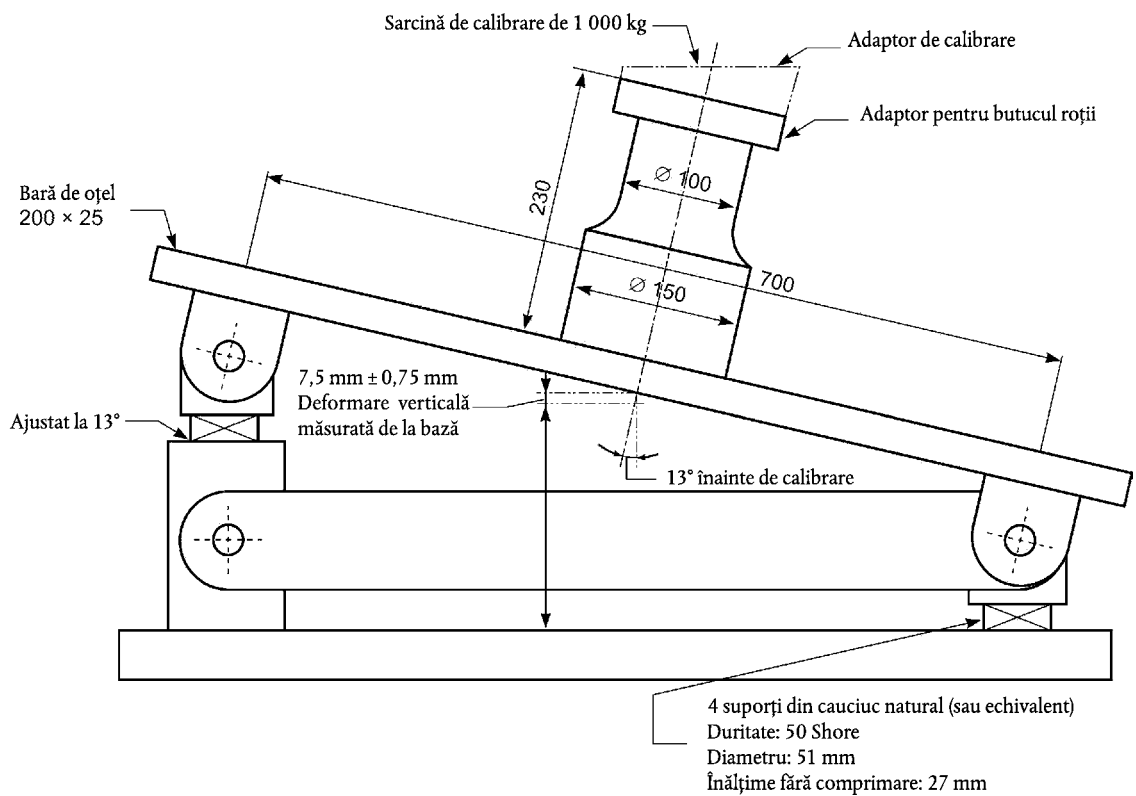 Sarcină de calibrare de 1 000 kg
Adaptor de calibrare
Adaptor pentru butucul roții
Bară de oțel
200 × 25
230
Ø 100
700
Ø 150
7,5 mm ± 0,75 mm
Deformare verticală
măsurată de la bază
Ajustat la 13°
13° înainte de calibrare
4 suporți din cauciuc natural (sau echivalent)
Duritate: 50 Shore
Diametru: 51 mm
Înălțime fără comprimare: 27 mm